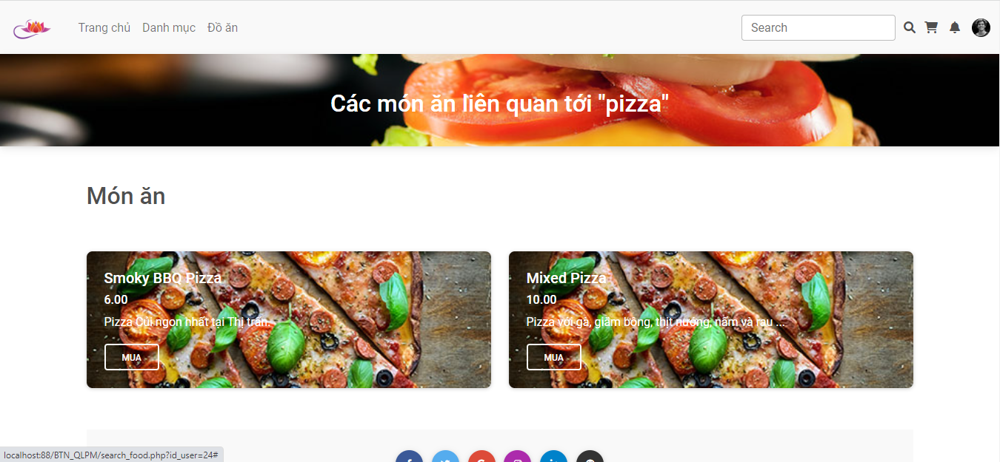 Trang chủ Danh mục Đồ ăn Search
Các món ăn liên quan tới "pizza"
Món ăn
Smoky BBQ Pizza
6.00
Pizza Củi ngon nhất tại Thị trấn.
MUA
Mixed Pizza
10.00
Pizza với gà, giăm bông, thịt nướng, nấm và rau ...
MUA
localhost:88/BTN_QLPM/search_food.php?id_user=24#